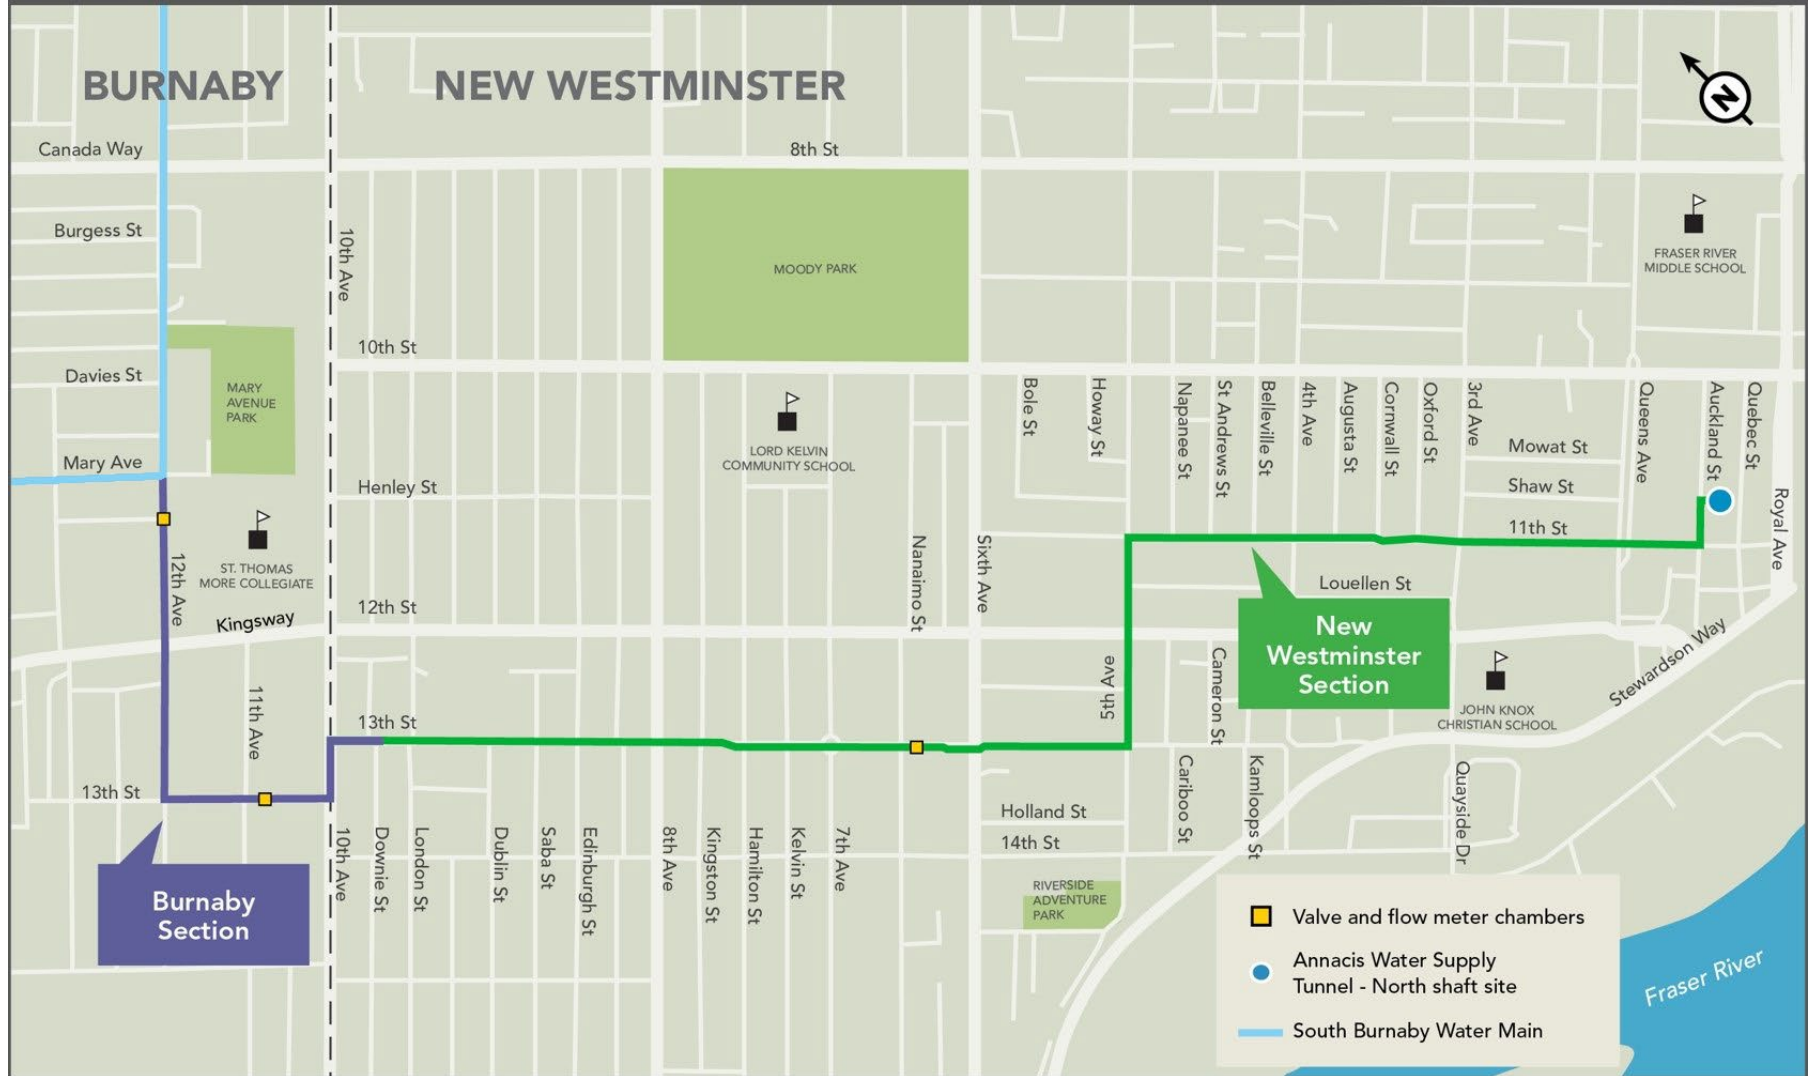 BURNABY
NEW WESTMINSTER
N
Canada Way
8th St
Burgess St
10th Ave
MOODY PARK
FRASER RIVER
MIDDLE SCHOOL
10th St
Davies St
MARY
AVENUE
PARK
Mary Ave
LORD KELVIN
COMMUNITY SCHOOL
Bole St
Howay St
Napanee St
St Andrews St
Belleville St
4th Ave
Augusta St
Cornwall St
Oxford St
3rd Ave
Queens Ave
Auckland St
Quebec St
Mowat St
Shaw St
11th St
Royal Ave
Henley St
ST. THOMAS
MORE COLLEGIATE
12th Ave
Kingsway
12th St
Nanaimo St
Sixth Ave
Louellen St
New
Westminster
Section
5th Ave
Cameron St
JOHN KNOX
CHRISTIAN SCHOOL
Stewardson Way
11th Ave
13th St
13th St
Cariboo St
Kamloops St
Quayside Dr
Holland St
14th St
10th Ave
Downie St
London St
Dublin St
Saba St
Edinburgh St
8th Ave
Kingston St
Hamilton St
Kelvin St
7th Ave
RIVERSIDE
ADVENTURE
PARK
Burnaby
Section
Valve and flow meter chambers
Annacis Water Supply
Tunnel - North shaft site
South Burnaby Water Main
Fraser River